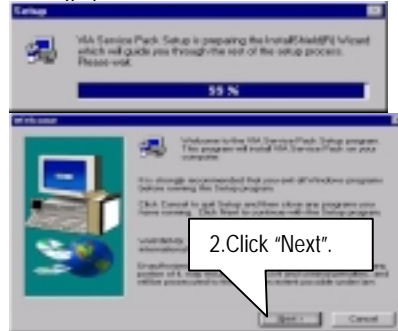 Setup
VIA Service Pack Setup is preparing the InstallShield(R) Wizard
which will guide you through the rest of the setup process.
Please wait.
99 %
Welcome
Welcome to the VIA Service Pack Setup program.
This program will install VIA Service Pack on your
computer.
It is strongly recommended that you exit all Windows programs
before running this Setup program.
Click Cancel to quit Setup and then close any programs you
have running. Click Next to continue with the Setup program.
2.Click “Next”.
Next >
Cancel